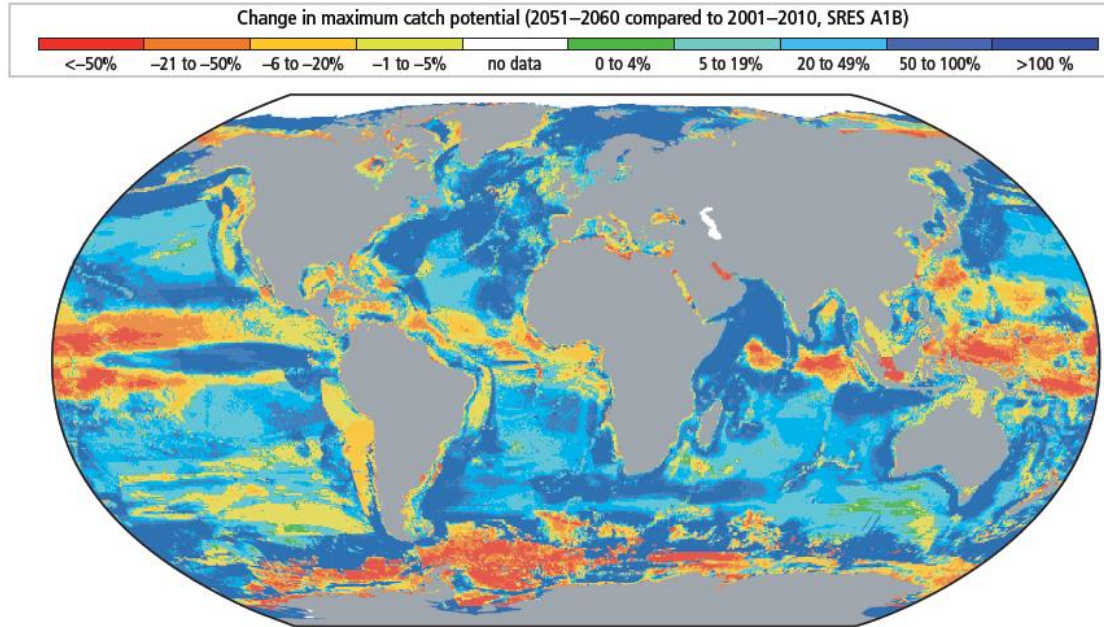 Change in maximum catch potential (2051–2060 compared to 2001–2010, SRES A1B)
<–50% –21 to –50% –6 to –20% –1 to –5% no data 0 to 4% 5 to 19% 20 to 49% 50 to 100% >100 %